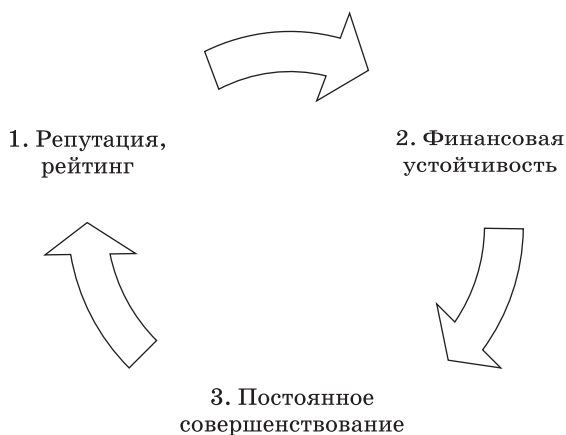 1. Репутация,
рейтинг
2. Финансовая
устойчивость
3. Постоянное
совершенствование